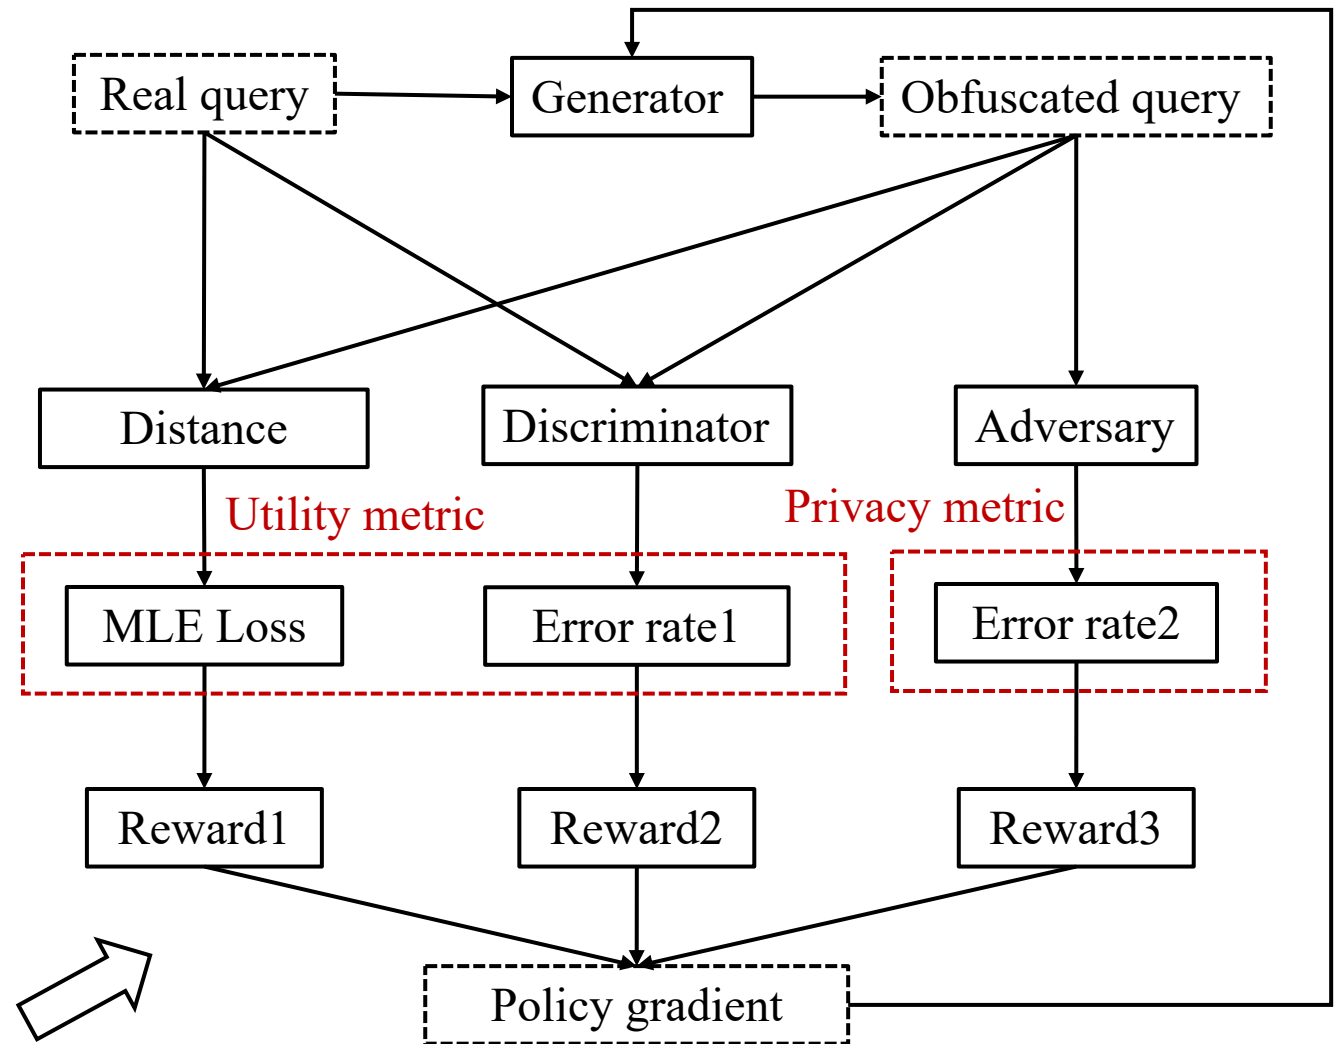 Real query
Generator
Obfuscated query
Distance
Discriminator
Adversary
Utility metric
Privacy metric
MLE Loss
Error rate1
Error rate2
Reward1
Reward2
Reward3
Policy gradient